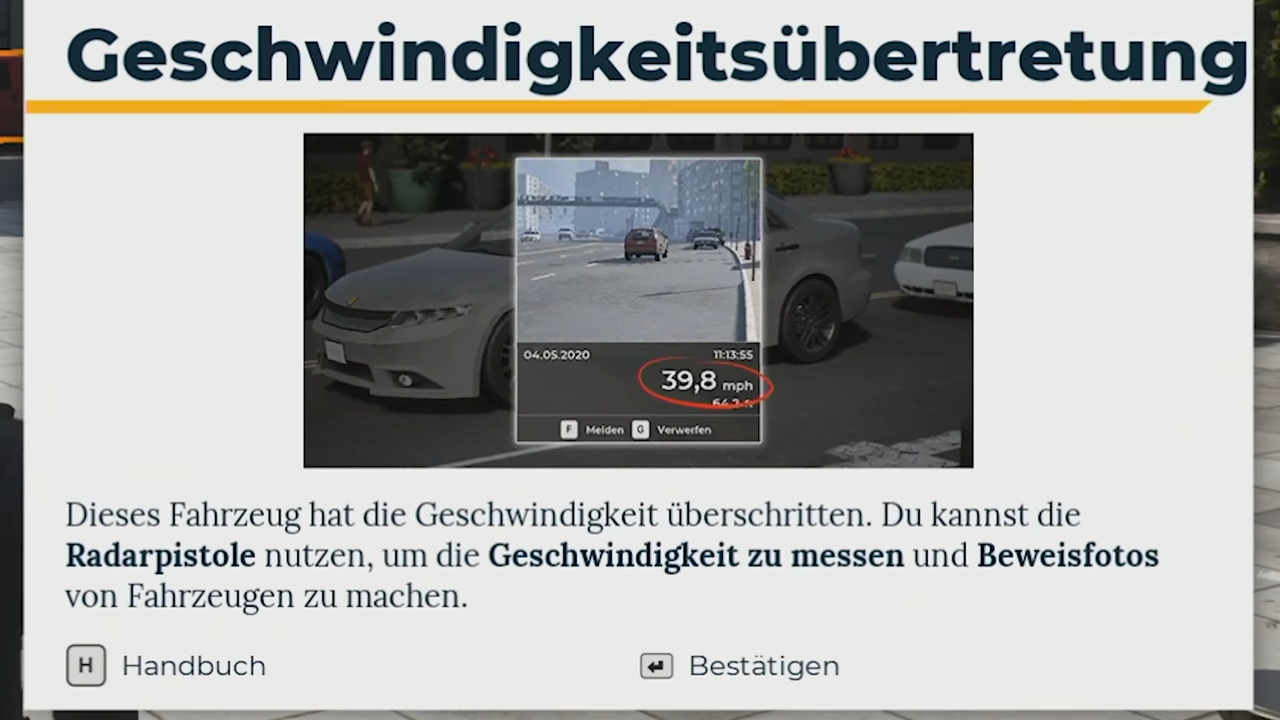 Geschwindigkeitsübertretung
04.05.2020 11:13:55
39,8 mph
F Melden G Verwerfen
Dieses Fahrzeug hat die Geschwindigkeit überschritten. Du kannst die
Radarpistole nutzen, um die Geschwindigkeit zu messen und Beweisfotos
von Fahrzeugen zu machen.
H Handbuch
Bestätigen